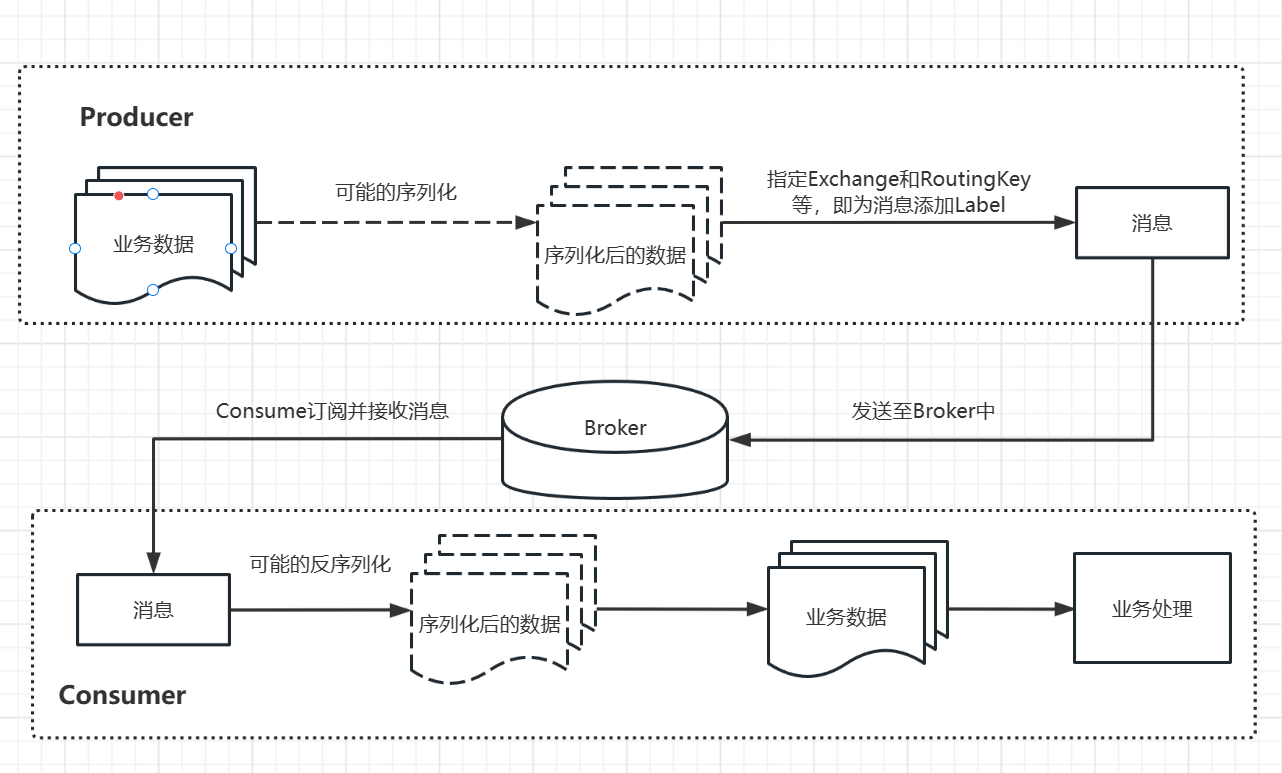 Producer
业务数据
可能的序列化
序列化后的数据
指定Exchange和RoutingKey
等，即为消息添加Label
消息
Consume订阅并接收消息
Broker
发送至Broker中
消息
可能的反序列化
序列化后的数据
业务数据
业务处理
Consumer